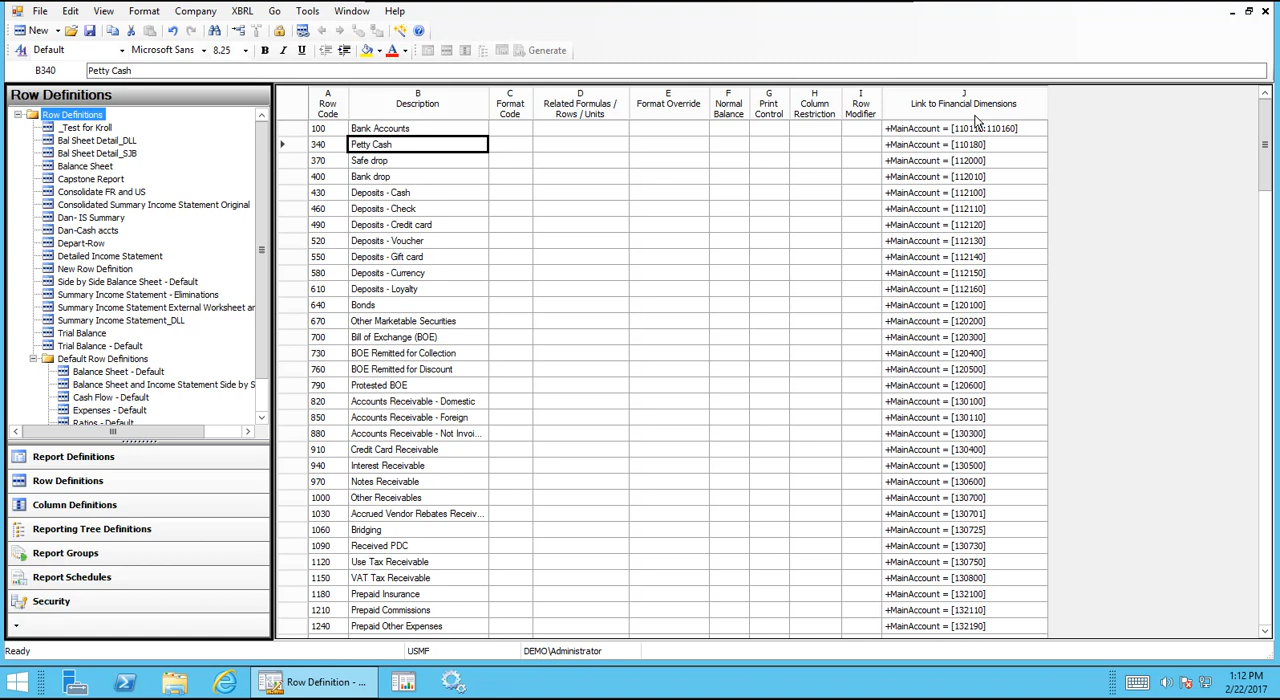 File Edit View Format Company XBRL Go Tools Window Help
New
Default Microsoft Sans 8.25 B I U A Generate
B340 Petty Cash
Row Definitions
Row Definitions
_Test for Kroll
Bal Sheet Detail_DLL
Bal Sheet Detail_SJB
Balance Sheet
Capstone Report
Consolidate FR and US
Consolidated Summary Income Statement Original
Dan- IS Summary
Dan-Cash accts
Depart-Row
Detailed Income Statement
New Row Definition
Side by Side Balance Sheet - Default
Summary Income Statement - Eliminations
Summary Income Statement External Worksheet ar
Summary Income Statement_DLL
Trial Balance
Trial Balance - Default
Default Row Definitions
Balance Sheet - Default
Balance Sheet and Income Statement Side by S
Cash Flow - Default
Expenses - Default
Ratios - Default
Report Definitions
Row Definitions
Column Definitions
Reporting Tree Definitions
Report Groups
Report Schedules
Security
A B C D E F G H I J
Row Code Description Format Code Related Formulas / Rows / Units Format Override Normal Balance Print Control Column Restriction Row Modifier Link to Financial Dimensions
100 Bank Accounts +MainAccount = 110160]
340 Petty Cash +MainAccount = [110180]
370 Safe drop +MainAccount = [112000]
400 Bank drop +MainAccount = [112010]
430 Deposits - Cash +MainAccount = [112100]
460 Deposits - Check +MainAccount = [112110]
490 Deposits - Credit card +MainAccount = [112120]
520 Deposits - Voucher +MainAccount = [112130]
550 Deposits - Gift card +MainAccount = [112140]
580 Deposits - Currency +MainAccount = [112150]
610 Deposits - Loyalty +MainAccount = [112160]
640 Bonds +MainAccount = [120100]
670 Other Marketable Securities +MainAccount = [120200]
700 Bill of Exchange (BOE) +MainAccount = [120300]
730 BOE Remitted for Collection +MainAccount = [120400]
760 BOE Remitted for Discount +MainAccount = [120500]
790 Protested BOE +MainAccount = [120600]
820 Accounts Receivable - Domestic +MainAccount = [130100]
850 Accounts Receivable - Foreign +MainAccount = [130110]
880 Accounts Receivable - Not Invoi... +MainAccount = [130300]
910 Credit Card Receivable +MainAccount = [130400]
940 Interest Receivable +MainAccount = [130500]
970 Notes Receivable +MainAccount = [130600]
1000 Other Receivables +MainAccount = [130700]
1030 Accrued Vendor Rebates Receiv... +MainAccount = [130701]
1060 Bridging +MainAccount = [130725]
1090 Received PDC +MainAccount = [130730]
1120 Use Tax Receivable +MainAccount = [130750]
1150 VAT Tax Receivable +MainAccount = [130800]
1180 Prepaid Insurance +MainAccount = [132100]
1210 Prepaid Commissions +MainAccount = [132110]
1240 Prepaid Other Expenses +MainAccount = [132190]
Ready USMF DEMO\Administrator
Row Definition - ...
1:12 PM
2/22/2017